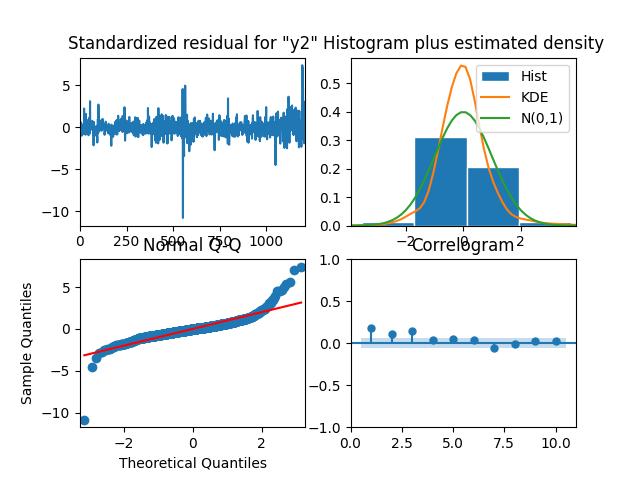 Standardized residual for "y2"
5
0
−5
−10
0 250 500 750 1000
Histogram plus estimated density
0.5
0.4
0.3
0.2
0.1
0.0
−2 0 2
Hist
KDE
N(0,1)
Normal Q-Q
Sample Quantiles
5
0
−5
−10
−2 0 2
Theoretical Quantiles
Correlogram
1.0
0.5
0.0
−0.5
−1.0
0.0 2.5 5.0 7.5 10.0